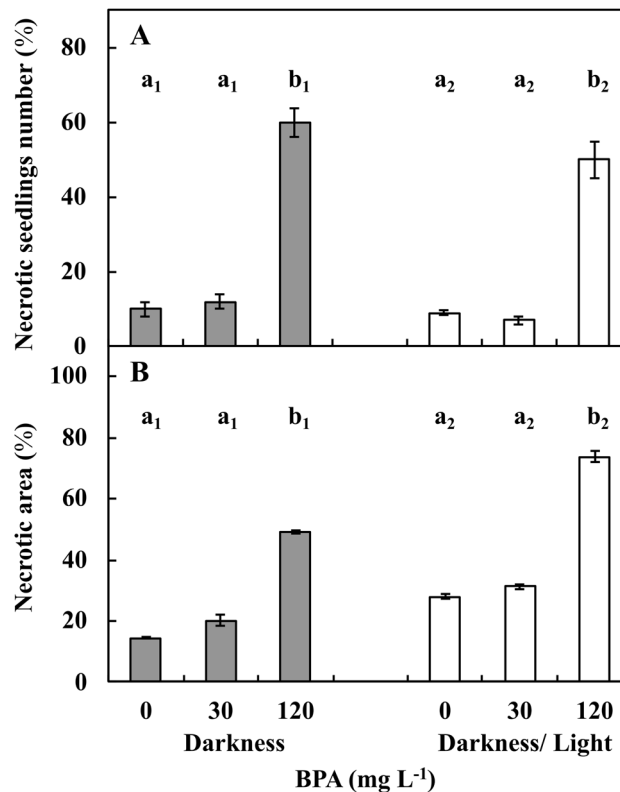 A
Necrotic seedlings number (%)
80
60
40
20
0
a₁ a₁ b₁ a₂ a₂ b₂
B
Necrotic area (%)
100
80
60
40
20
0
a₁ a₁ b₁ a₂ a₂ b₂
0 30 120 0 30 120
Darkness Darkness/ Light
BPA (mg L⁻¹)